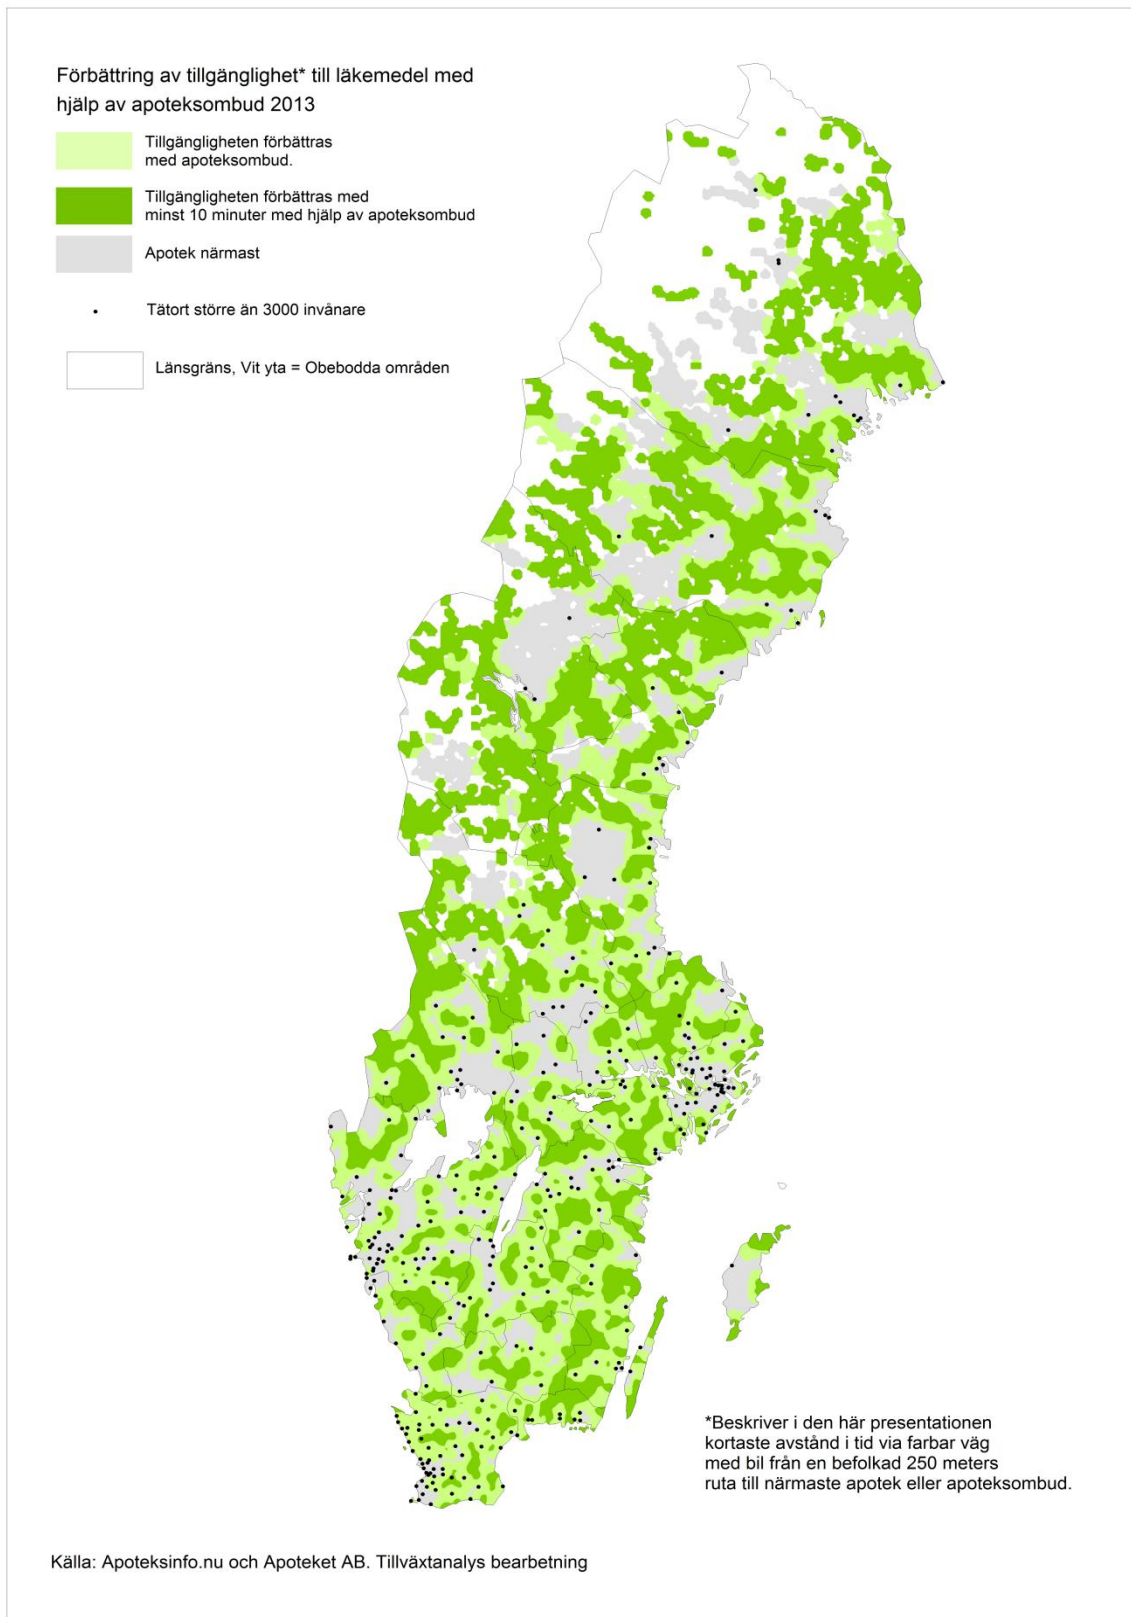 Förbättring av tillgänglighet* till läkemedel med
hjälp av apoteksombud 2013
Tillgängligheten förbättras
med apoteksombud.
Tillgängligheten förbättras med
minst 10 minuter med hjälp av apoteksombud
Apotek närmast
Tätort större än 3000 invånare
Länsgräns, Vit yta = Obebodda områden
*Beskriver i den här presentationen
kortaste avstånd i tid via farbar väg
med bil från en befolkad 250 meters
ruta till närmaste apotek eller apoteksombud.
Källa: Apoteksinfo.nu och Apoteket AB. Tillväxtanalys bearbetning